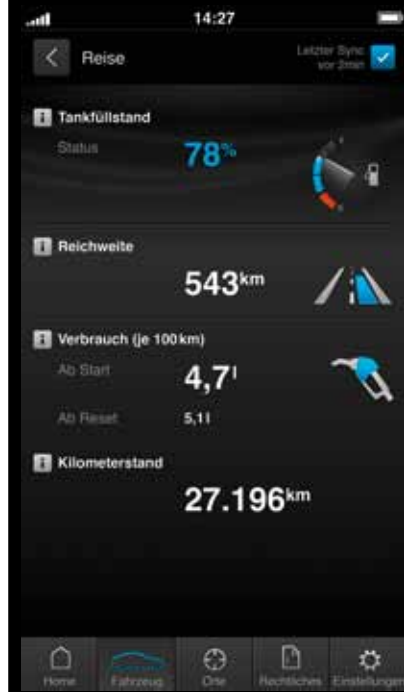 14:27
Reise
Letzter Sync
vor 2min
Tankfüllstand
Status
78%
Reichweite
543km
Verbrauch (je 100km)
Ab Start
4,7l
Ab Reset
5,1l
Kilometerstand
27.196km
Home Fahrzeug Orte Rechtliches Einstellungen